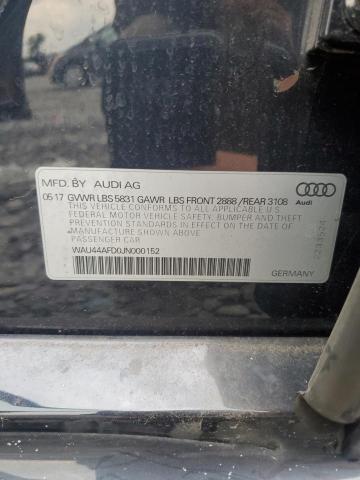 MFD. BY AUDI AG
05 17 GVWR LBS 5831 GAWR LBS FRONT 2888 / REAR 3108
THIS VEHICLE CONFORMS TO ALL APPLICABLE U.S.
FEDERAL MOTOR VEHICLE SAFETY, BUMPER AND THEFT
PREVENTION STANDARDS IN EFFECT ON THE DATE OF
MANUFACTURE SHOWN ABOVE.
PASSENGER CAR
WAU44AFD0JN000152
Audi
GERMANY